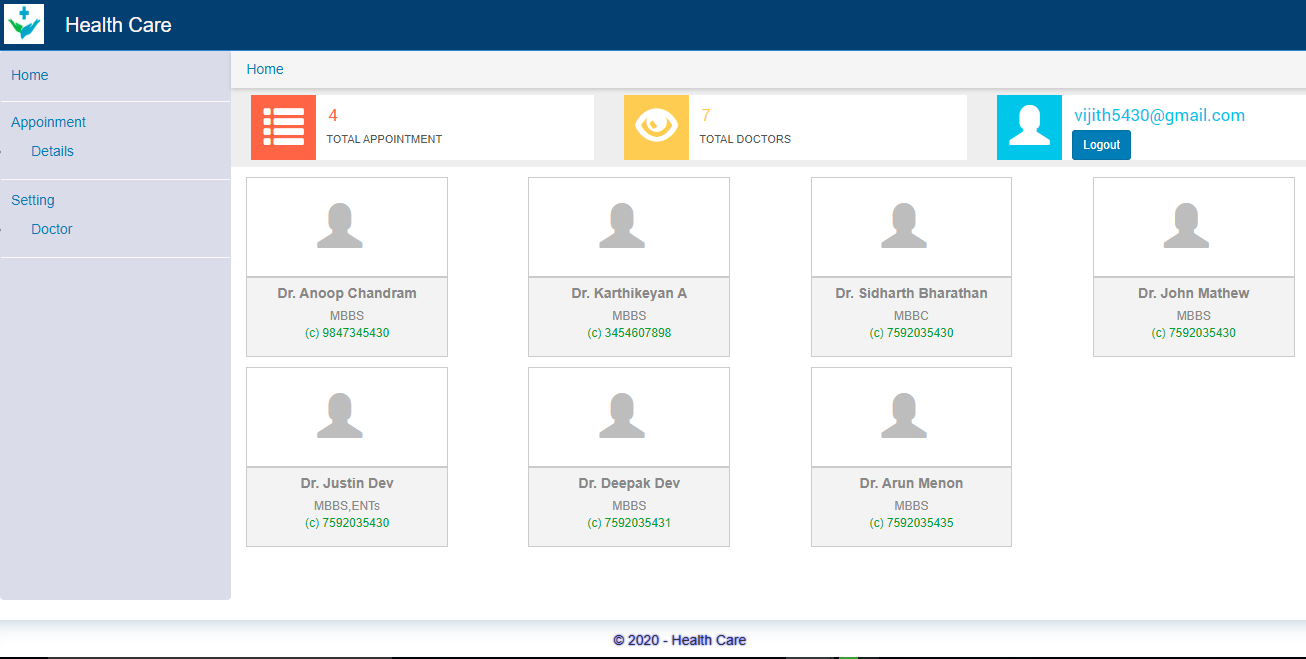 Health Care
Home
Appoinment
Details
Setting
Doctor
Home
4
TOTAL APPOINTMENT
7
TOTAL DOCTORS
vijith5430@gmail.com
Logout
Dr. Anoop Chandram
MBBS
(c) 9847345430
Dr. Karthikeyan A
MBBS
(c) 3454607898
Dr. Sidharth Bharathan
MBBC
(c) 7592035430
Dr. John Mathew
MBBS
(c) 7592035430
Dr. Justin Dev
MBBS,ENTs
(c) 7592035430
Dr. Deepak Dev
MBBS
(c) 7592035431
Dr. Arun Menon
MBBS
(c) 7592035435
© 2020 - Health Care